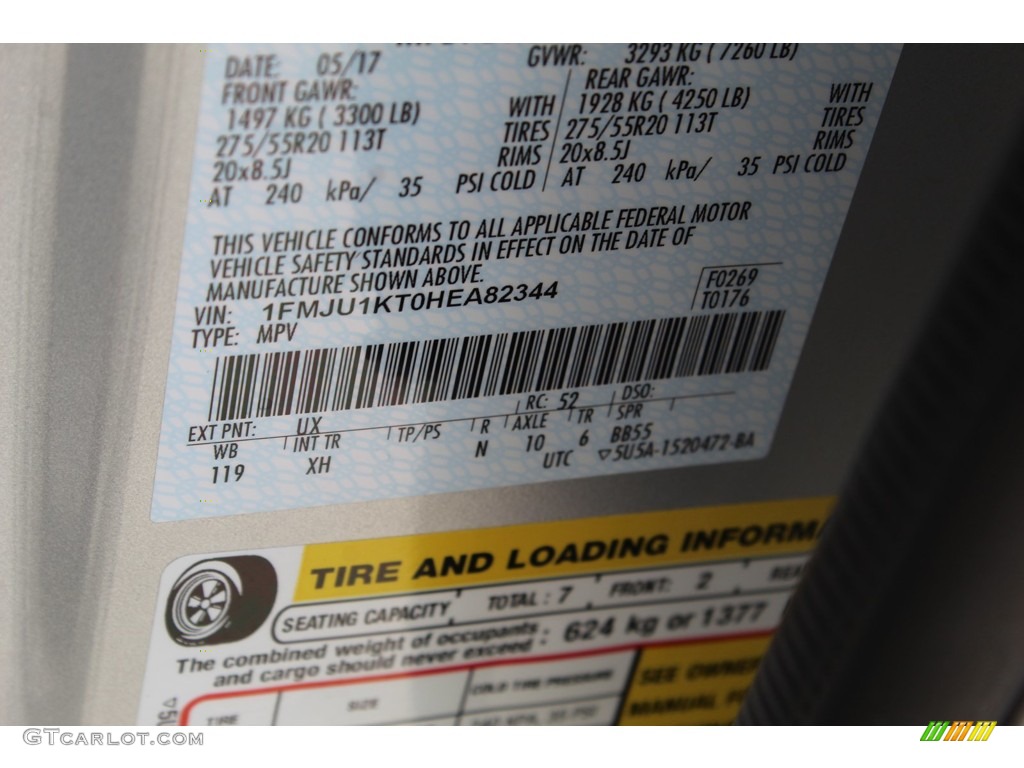 DATE: 05/17 GVWR: 3293 KG ( 7260 LB)
FRONT GAWR: REAR GAWR:
1497 KG ( 3300 LB) WITH 1928 KG ( 4250 LB) WITH
275/55R20 113T TIRES 275/55R20 113T TIRES
20x8.5J RIMS 20x8.5J RIMS
AT 240 kPa/ 35 PSI COLD AT 240 kPa/ 35 PSI COLD
THIS VEHICLE CONFORMS TO ALL APPLICABLE FEDERAL MOTOR
VEHICLE SAFETY STANDARDS IN EFFECT ON THE DATE OF
MANUFACTURE SHOWN ABOVE.
VIN: 1FMJU1KT0HEA82344 F0269
TYPE: MPV T0176
EXT PNT: UX RC: 52 DSO:
WB INT TR TP/PS R AXLE TR SPR
119 XH N 10 6 BB55
UTC ▽5U5A-1520472-BA
TIRE AND LOADING
SEATING CAPACITY TOTAL : 7 FRONT: 2
The combined weight of occupants
and cargo should never exceed : 624 kg or 1377
SEE OWNER
MANUAL
TIRE SIZE COLD TIRE PRESSURE
GTCarLot.com